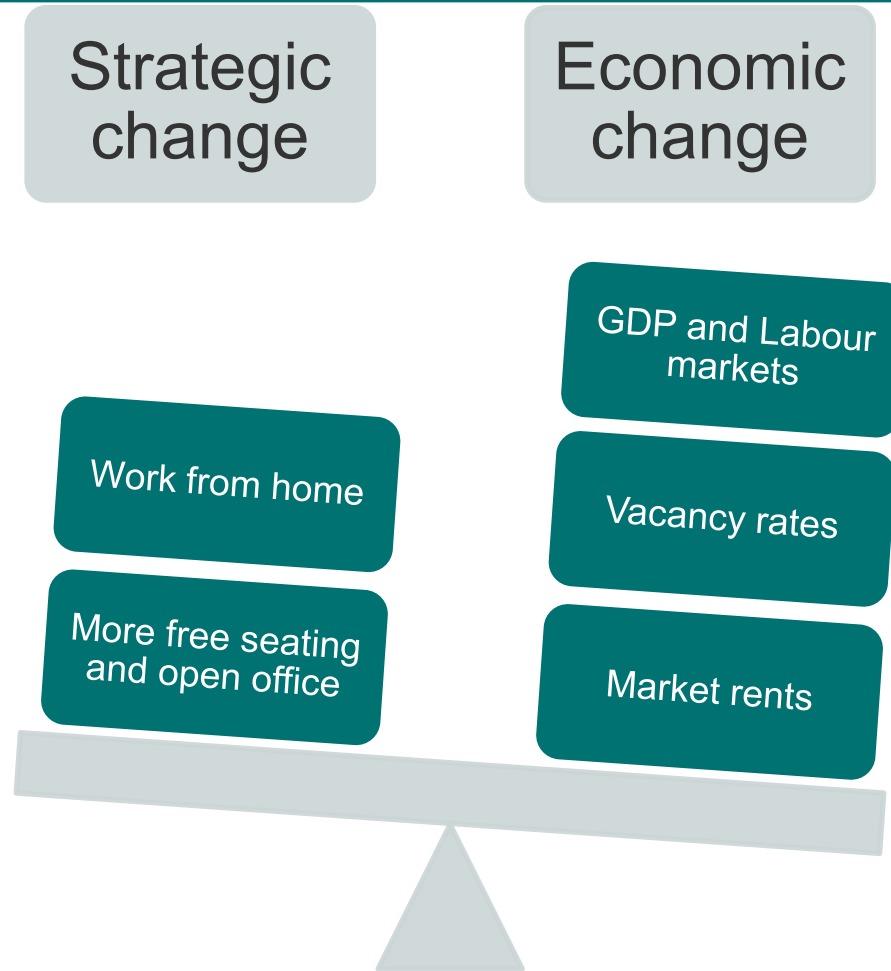 Strategic
change
Economic
change
GDP and Labour
markets
Work from home
Vacancy rates
More free seating
and open office
Market rents